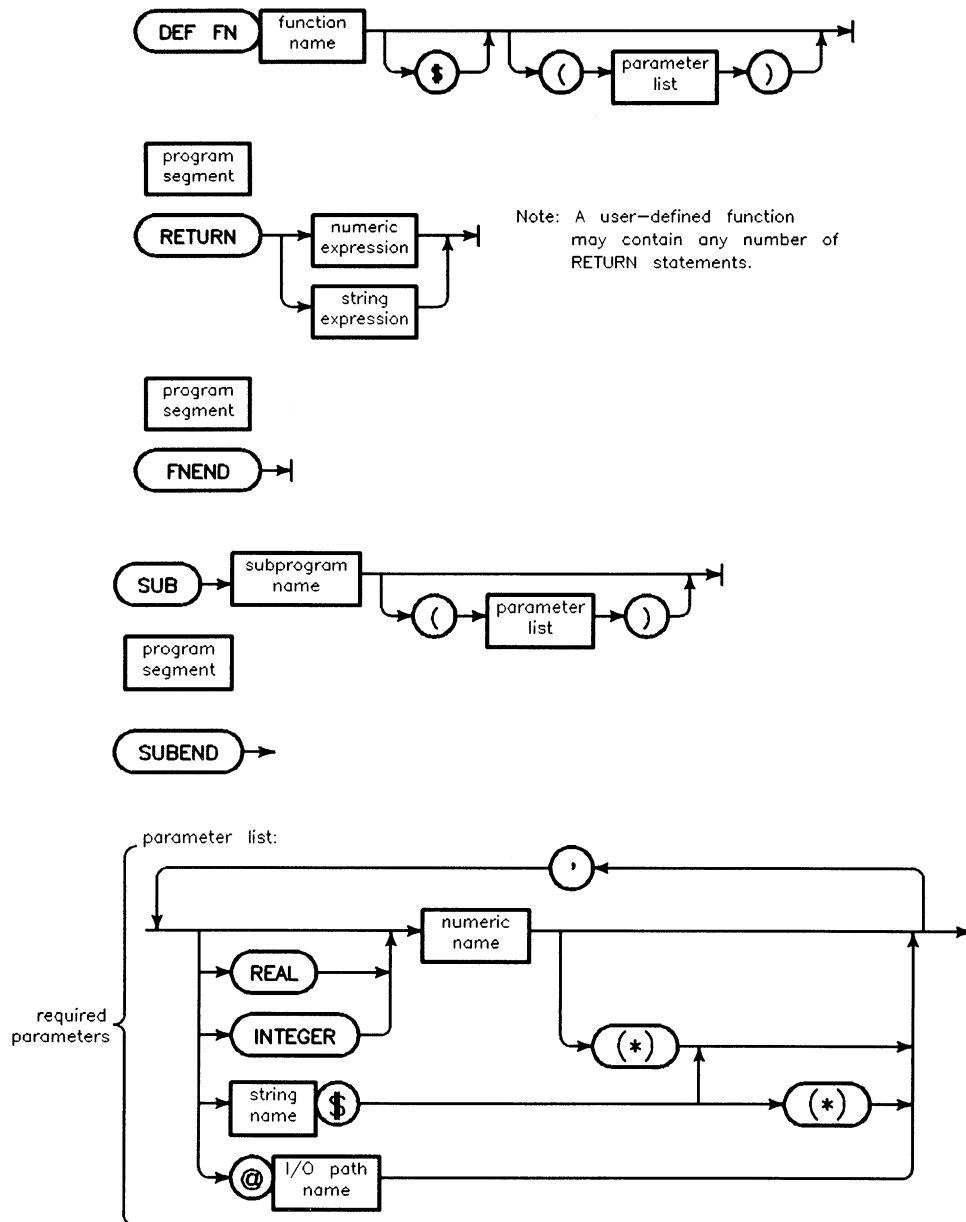 DEF FN function name
$ ( parameter list )
program segment
RETURN numeric expression
string expression
Note: A user-defined function
may contain any number of
RETURN statements.
program segment
FNEND
SUB subprogram name
( parameter list )
program segment
SUBEND
parameter list:
,
numeric name
REAL
required parameters
INTEGER
(*)
string name $
(*)
@ I/O path name